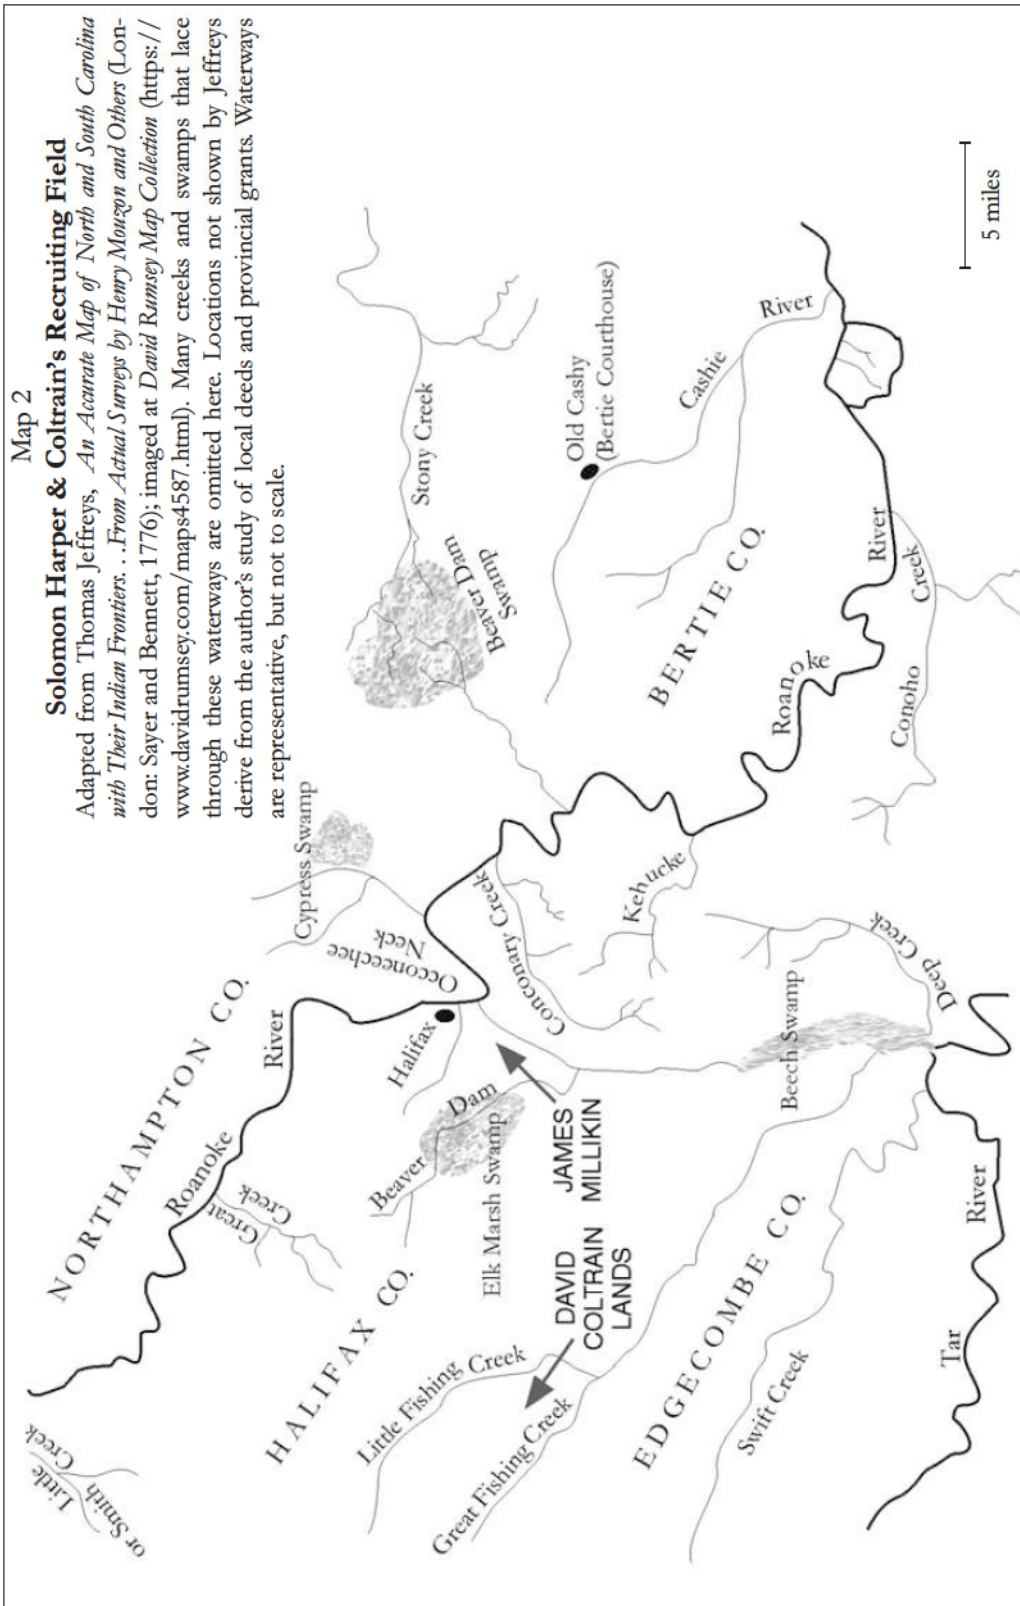 Map 2
Solomon Harper & Coltrain's Recruiting Field
Adapted from Thomas Jeffreys, An Accurate Map of North and South Carolina
with Their Indian Frontiers. . .From Actual Surveys by Henry Mouzon and Others (Lon-
don: Sayer and Bennett, 1776); imaged at David Rumsey Map Collection (https://
www.davidrumsey.com/maps4587.html). Many creeks and swamps that lace
through these waterways are omitted here. Locations not shown by Jeffreys
derive from the author's study of local deeds and provincial grants. Waterways
are representative, but not to scale.
Little Creek
or Smith
NORTHAMPTON CO.
Roanoke
River
Great
Creek
Occoneechee
Neck
Cypress Swamp
Stony Creek
Beaver Dam
Swamp
Old Cashy
(Bertie Courthouse)
Cashie
River
HALIFAX CO.
Halifax
Beaver
Dam
Elk Marsh Swamp
Conconary Creek
Kehucke
BERTIE CO.
Roanoke
River
Conoho
Creek
Little Fishing Creek
Great Fishing Creek
DAVID
COLTRAIN
LANDS
JAMES
MILLIKIN
EDGECOMBE CO.
Swift Creek
Beech Swamp
Deep Creek
Tar
River
5 miles